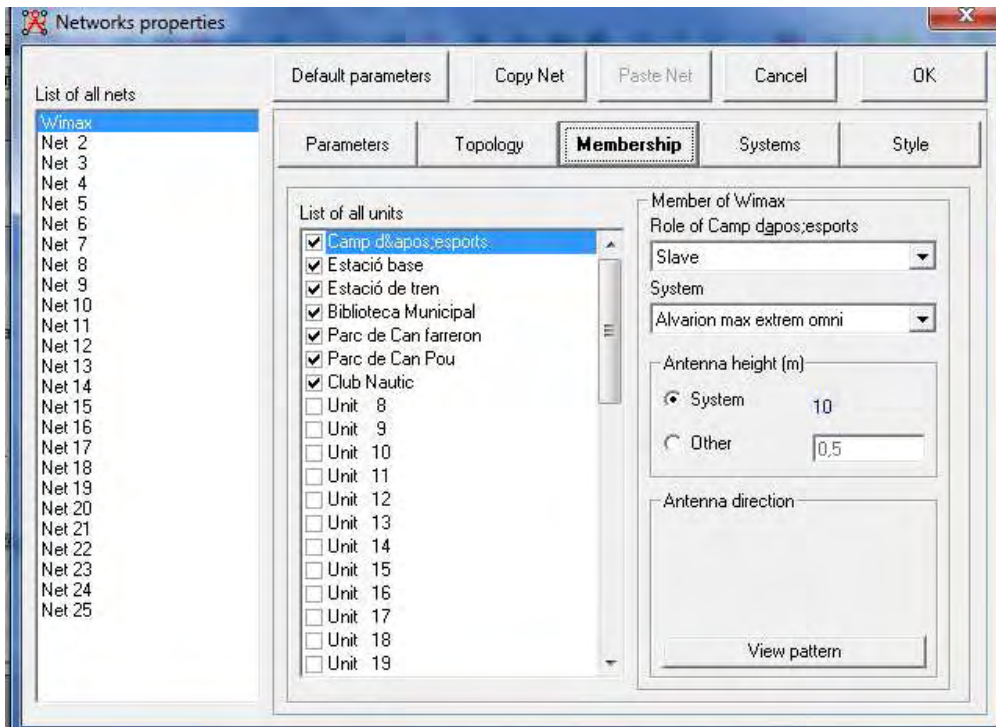 Networks properties
Default parameters
Copy Net
Paste Net
Cancel
OK
List of all nets
Wimax
Net 2
Net 3
Net 4
Net 5
Net 6
Net 7
Net 8
Net 9
Net 10
Net 11
Net 12
Net 13
Net 14
Net 15
Net 16
Net 17
Net 18
Net 19
Net 20
Net 21
Net 22
Net 23
Net 24
Net 25
Parameters
Topology
Membership
Systems
Style
List of all units
Camp d&apos;esports
Estació base
Estació de tren
Biblioteca Municipal
Parc de Can farreron
Parc de Can Pou
Club Nautic
Unit 8
Unit 9
Unit 10
Unit 11
Unit 12
Unit 13
Unit 14
Unit 15
Unit 16
Unit 17
Unit 18
Unit 19
Member of Wimax
Role of Camp dapos;esports
Slave
System
Alvarion max extrem omni
Antenna height (m)
System 10
Other 0,5
Antenna direction
View pattern